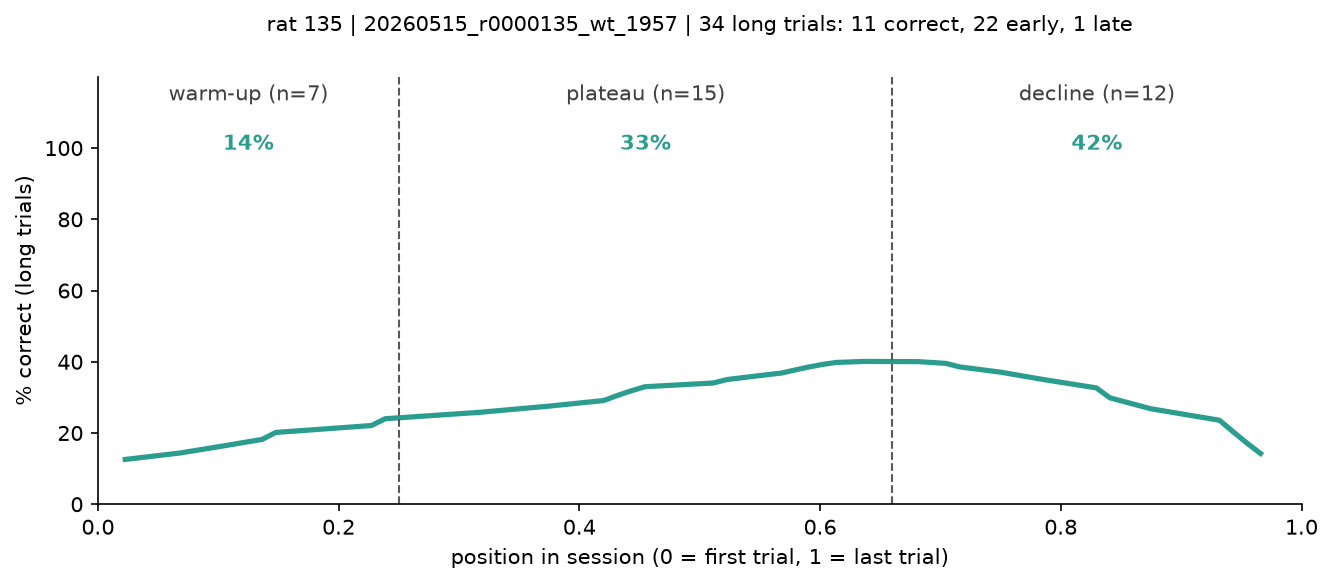 rat 135 | 20260515_r0000135_wt_1957 | 34 long trials: 11 correct, 22 early, 1 late
warm-up (n=7)
plateau (n=15)
decline (n=12)
14%
33%
42%
% correct (long trials)
100
80
60
40
20
0
0.0
0.2
0.4
0.6
0.8
1.0
position in session (0 = first trial, 1 = last trial)